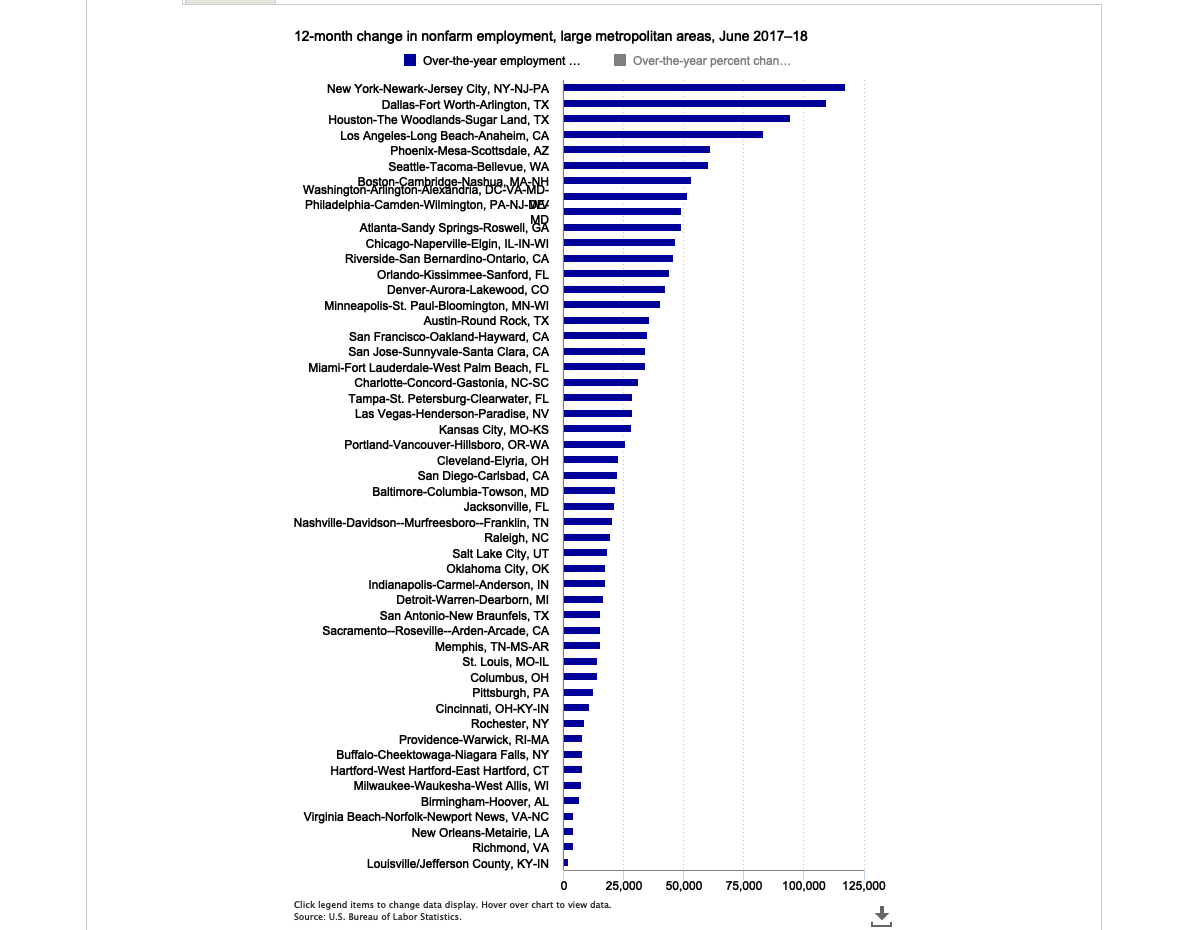 12-month change in nonfarm employment, large metropolitan areas, June 2017–18
Over-the-year employment ...
Over-the-year percent chan...
New York-Newark-Jersey City, NY-NJ-PA
Dallas-Fort Worth-Arlington, TX
Houston-The Woodlands-Sugar Land, TX
Los Angeles-Long Beach-Anaheim, CA
Phoenix-Mesa-Scottsdale, AZ
Seattle-Tacoma-Bellevue, WA
Boston-Cambridge-Nashua, MA-NH
Washington-Arlington-Alexandria, DC-VA-MD-
WV
Philadelphia-Camden-Wilmington, PA-NJ-DE-
MD
Atlanta-Sandy Springs-Roswell, GA
Chicago-Naperville-Elgin, IL-IN-WI
Riverside-San Bernardino-Ontario, CA
Orlando-Kissimmee-Sanford, FL
Denver-Aurora-Lakewood, CO
Minneapolis-St. Paul-Bloomington, MN-WI
Austin-Round Rock, TX
San Francisco-Oakland-Hayward, CA
San Jose-Sunnyvale-Santa Clara, CA
Miami-Fort Lauderdale-West Palm Beach, FL
Charlotte-Concord-Gastonia, NC-SC
Tampa-St. Petersburg-Clearwater, FL
Las Vegas-Henderson-Paradise, NV
Kansas City, MO-KS
Portland-Vancouver-Hillsboro, OR-WA
Cleveland-Elyria, OH
San Diego-Carlsbad, CA
Baltimore-Columbia-Towson, MD
Jacksonville, FL
Nashville-Davidson--Murfreesboro--Franklin, TN
Raleigh, NC
Salt Lake City, UT
Oklahoma City, OK
Indianapolis-Carmel-Anderson, IN
Detroit-Warren-Dearborn, MI
San Antonio-New Braunfels, TX
Sacramento--Roseville--Arden-Arcade, CA
Memphis, TN-MS-AR
St. Louis, MO-IL
Columbus, OH
Pittsburgh, PA
Cincinnati, OH-KY-IN
Rochester, NY
Providence-Warwick, RI-MA
Buffalo-Cheektowaga-Niagara Falls, NY
Hartford-West Hartford-East Hartford, CT
Milwaukee-Waukesha-West Allis, WI
Birmingham-Hoover, AL
Virginia Beach-Norfolk-Newport News, VA-NC
New Orleans-Metairie, LA
Richmond, VA
Louisville/Jefferson County, KY-IN
0 25,000 50,000 75,000 100,000 125,000
Click legend items to change data display. Hover over chart to view data.
Source: U.S. Bureau of Labor Statistics.